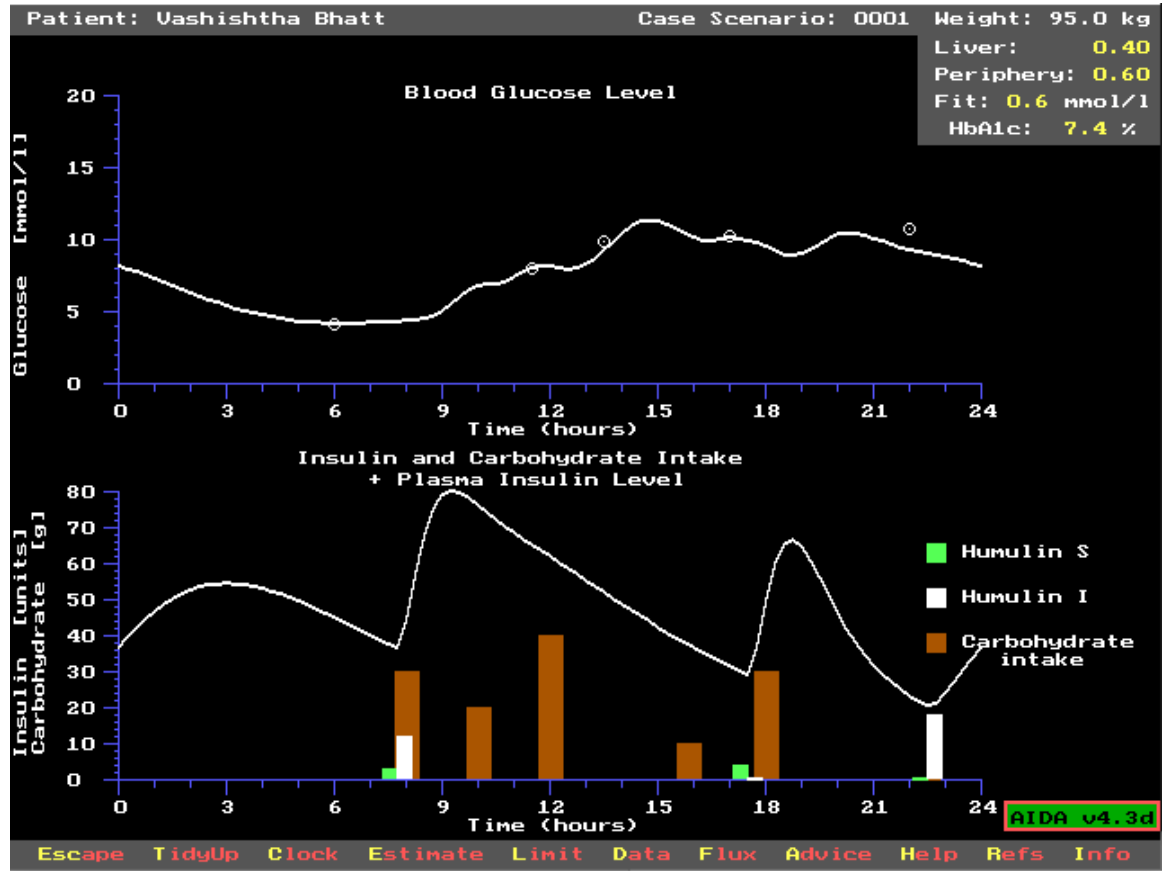 Patient: Vashishtha Bhatt Case Scenario: 0001 Weight: 95.0 kg
Liver: 0.40
Periphery: 0.60
Fit: 0.6 mmol/l
HbA1c: 7.4 %
Blood Glucose Level
Glucose [mmol/l]
20
15
10
5
0
0 3 6 9 12 15 18 21 24
Time (hours)
Insulin and Carbohydrate Intake
+ Plasma Insulin Level
Insulin [units]
Carbohydrate [g]
80
70
60
50
40
30
20
10
0
Humulin S
Humulin I
Carbohydrate
intake
0 3 6 9 12 15 18 21 24
Time (hours)
AIDA v4.3d
Escape TidyUp Clock Estimate Limit Data Flux Advice Help Refs Info